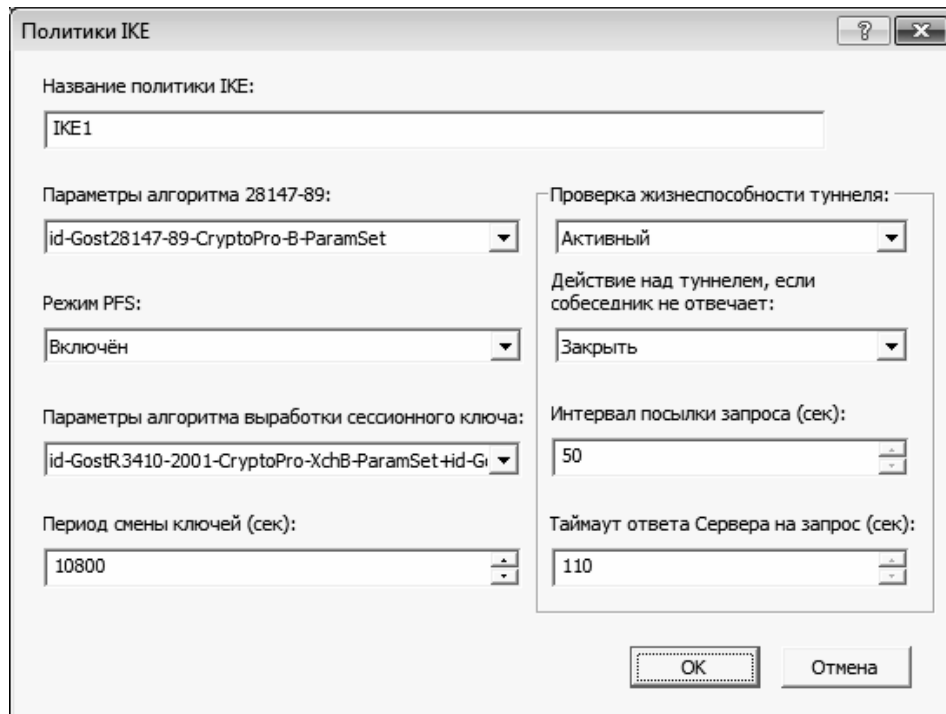 Политики IKE
Название политики IKE:
IKE1
Параметры алгоритма 28147-89:
id-Gost28147-89-CryptoPro-B-ParamSet
Режим PFS:
Включён
Параметры алгоритма выработки сессионного ключа:
id-GostR3410-2001-CryptoPro-XchB-ParamSet+id-G
Период смены ключей (сек):
10800
Проверка жизнеспособности туннеля:
Активный
Действие над туннелем, если
собеседник не отвечает:
Закрыть
Интервал посылки запроса (сек):
50
Таймаут ответа Сервера на запрос (сек):
110
OK
Отмена